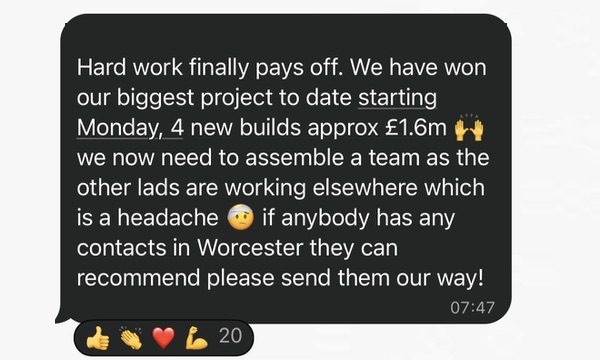 Hard work finally pays off. We have won
our biggest project to date starting
Monday, 4 new builds approx £1.6m 🙌
we now need to assemble a team as the
other lads are working elsewhere which
is a headache 🤕 if anybody has any
contacts in Worcester they can
recommend please send them our way!
07:47
👍 👏 ❤️ 💪 20